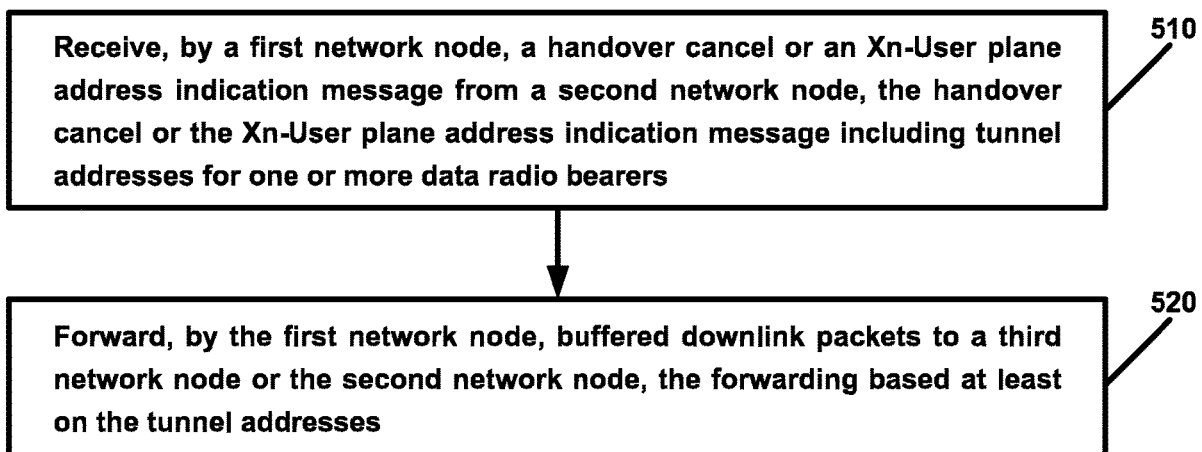 510
Receive, by a first network node, a handover cancel or an Xn-User plane
address indication message from a second network node, the handover
cancel or the Xn-User plane address indication message including tunnel
addresses for one or more data radio bearers
520
Forward, by the first network node, buffered downlink packets to a third
network node or the second network node, the forwarding based at least
on the tunnel addresses